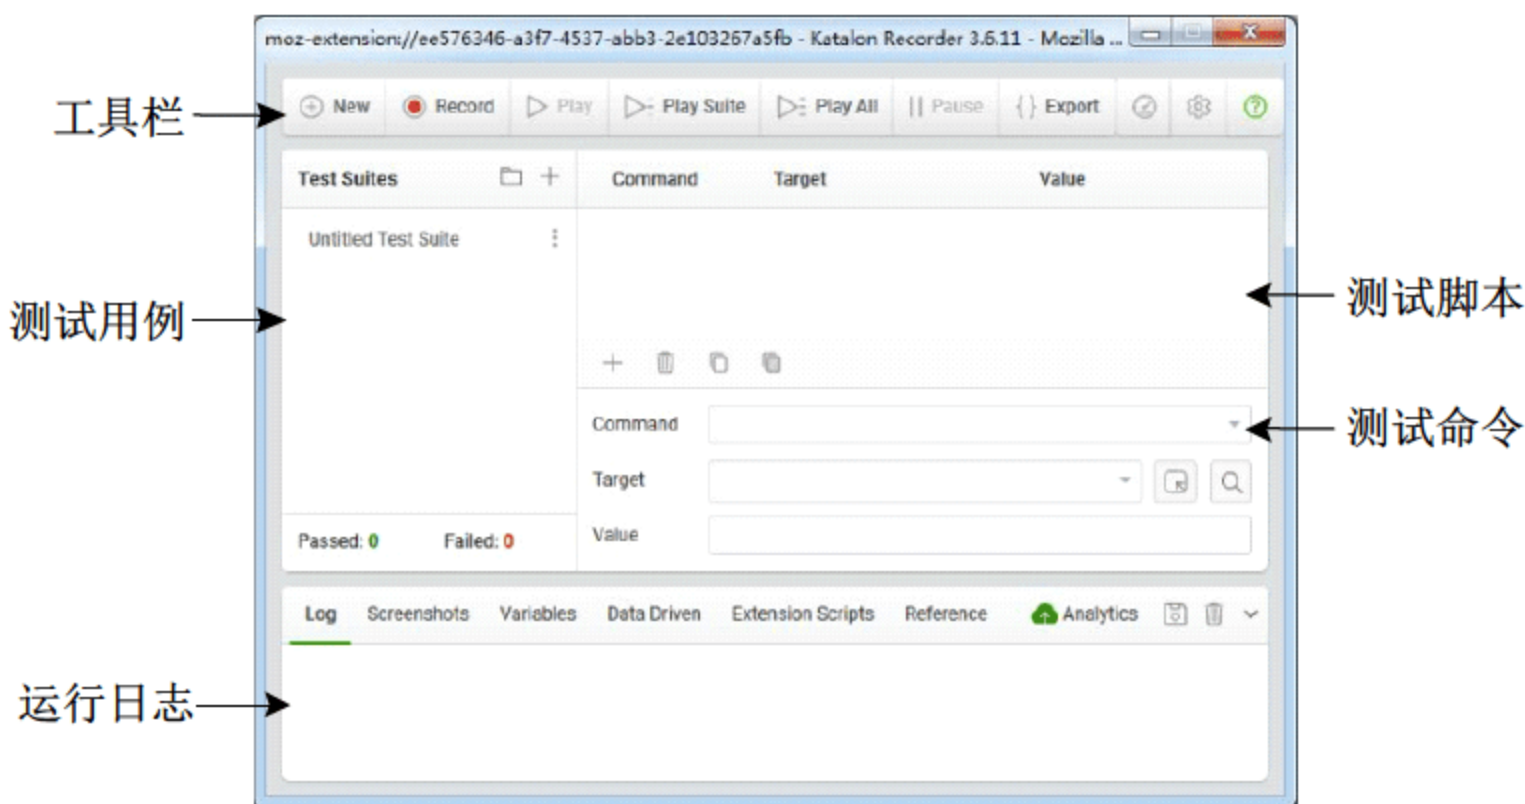 moz-extension://ee576346-a3f7-4537-abb3-2e103267a5fb - Katalon Recorder 3.6.11 - Mozilla ...
工具栏
New Record Play Play Suite Play All Pause Export
Test Suites Command Target Value
Untitled Test Suite
测试用例
测试脚本
Command
测试命令
Target
Value
Passed: 0 Failed: 0
Log Screenshots Variables Data Driven Extension Scripts Reference Analytics
运行日志